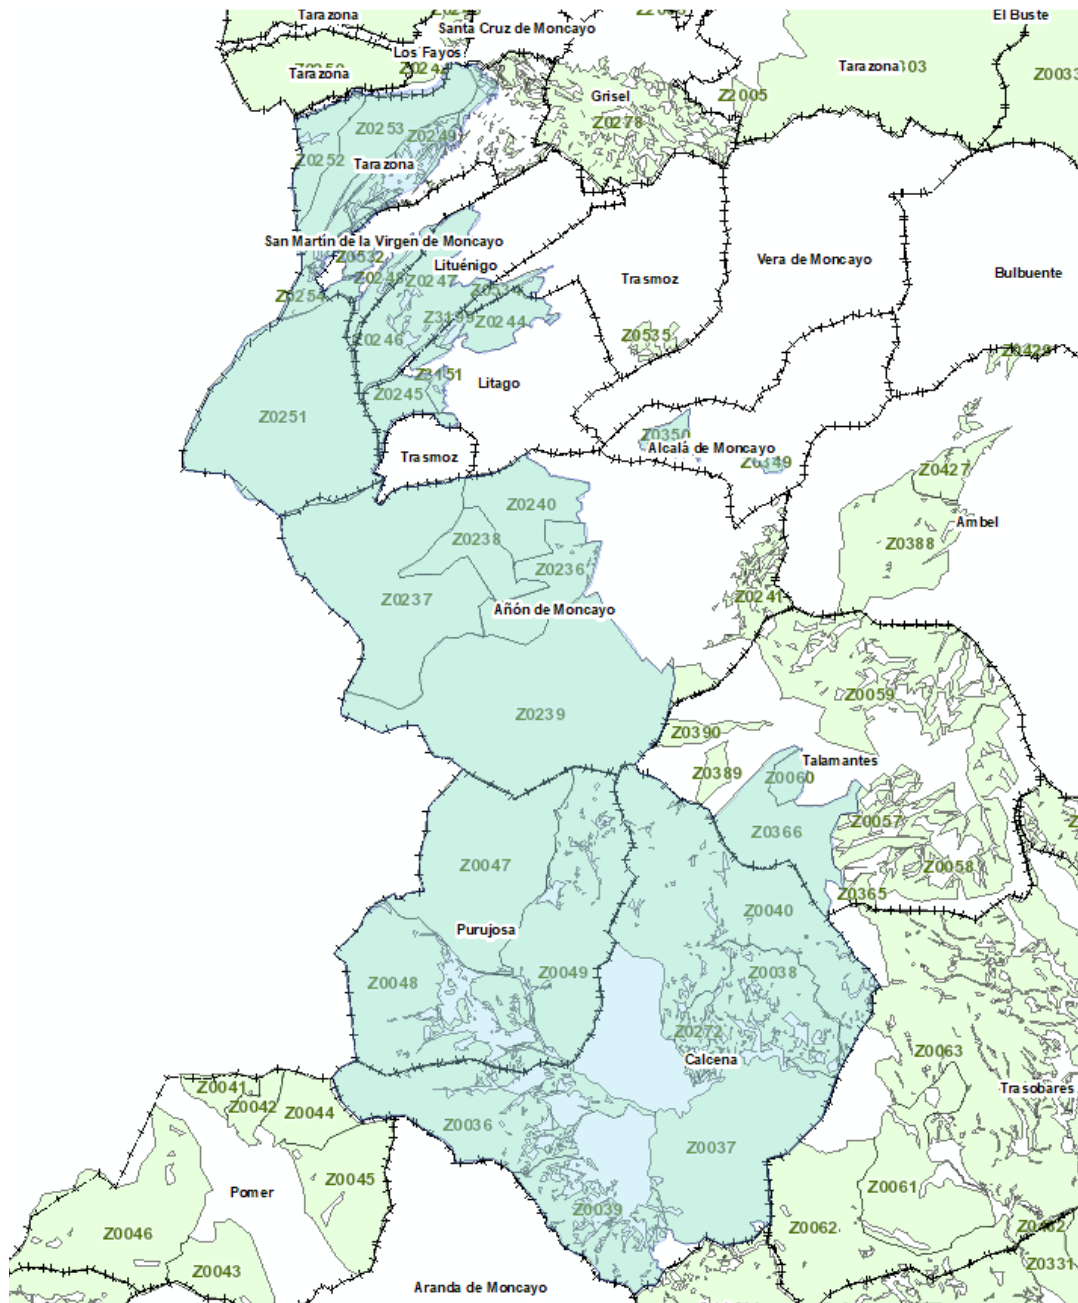 Tarazona
Santa Cruz de Moncayo
El Buste
Los Fayos
Tarazona
Tarazona
Z0033
Z2005
Grisel
Z0278
Z0253
Z0249
Z0252
Tarazona
San Martín de la Virgen de Moncayo
Z0532
Z0248
Z0247
Lituénigo
Z0254
Trasmoz
Vera de Moncayo
Bulbuente
Z0534
Z3199
Z0244
Z0246
Z0535
Z0429
Z3151
Z0245
Litago
Z0251
Z0350
Alcalá de Moncayo
Z0349
Trasmoz
Z0427
Z0240
Ambel
Z0238
Z0388
Z0236
Z0237
Z0241
Añón de Moncayo
Z0059
Z0239
Z0390
Z0389
Z0060
Talamantes
Z0057
Z0366
Z0047
Z0058
Z0365
Z0040
Purujosa
Z0048
Z0049
Z0038
Z0272
Calcena
Z0063
Trasobares
Z0041
Z0042
Z0044
Z0036
Z0037
Z0045
Pomer
Z0061
Z0039
Z0046
Z0062
Z0043
Z0331
Aranda de Moncayo